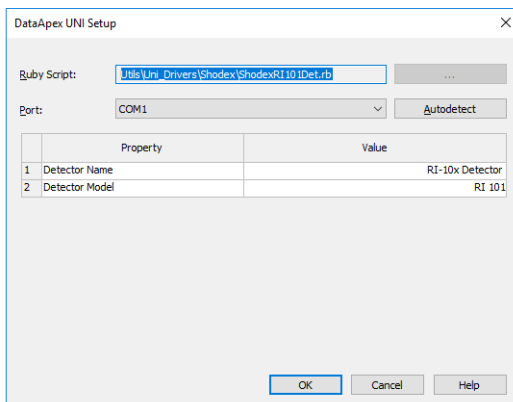 DataApex UNI Setup
Ruby Script: Utils\Uni_Drivers\Shodex\ShodexRI101Det.rb ...
Port: COM1 Autodetect
Property Value
1 Detector Name RI-10x Detector
2 Detector Model RI 101
OK Cancel Help